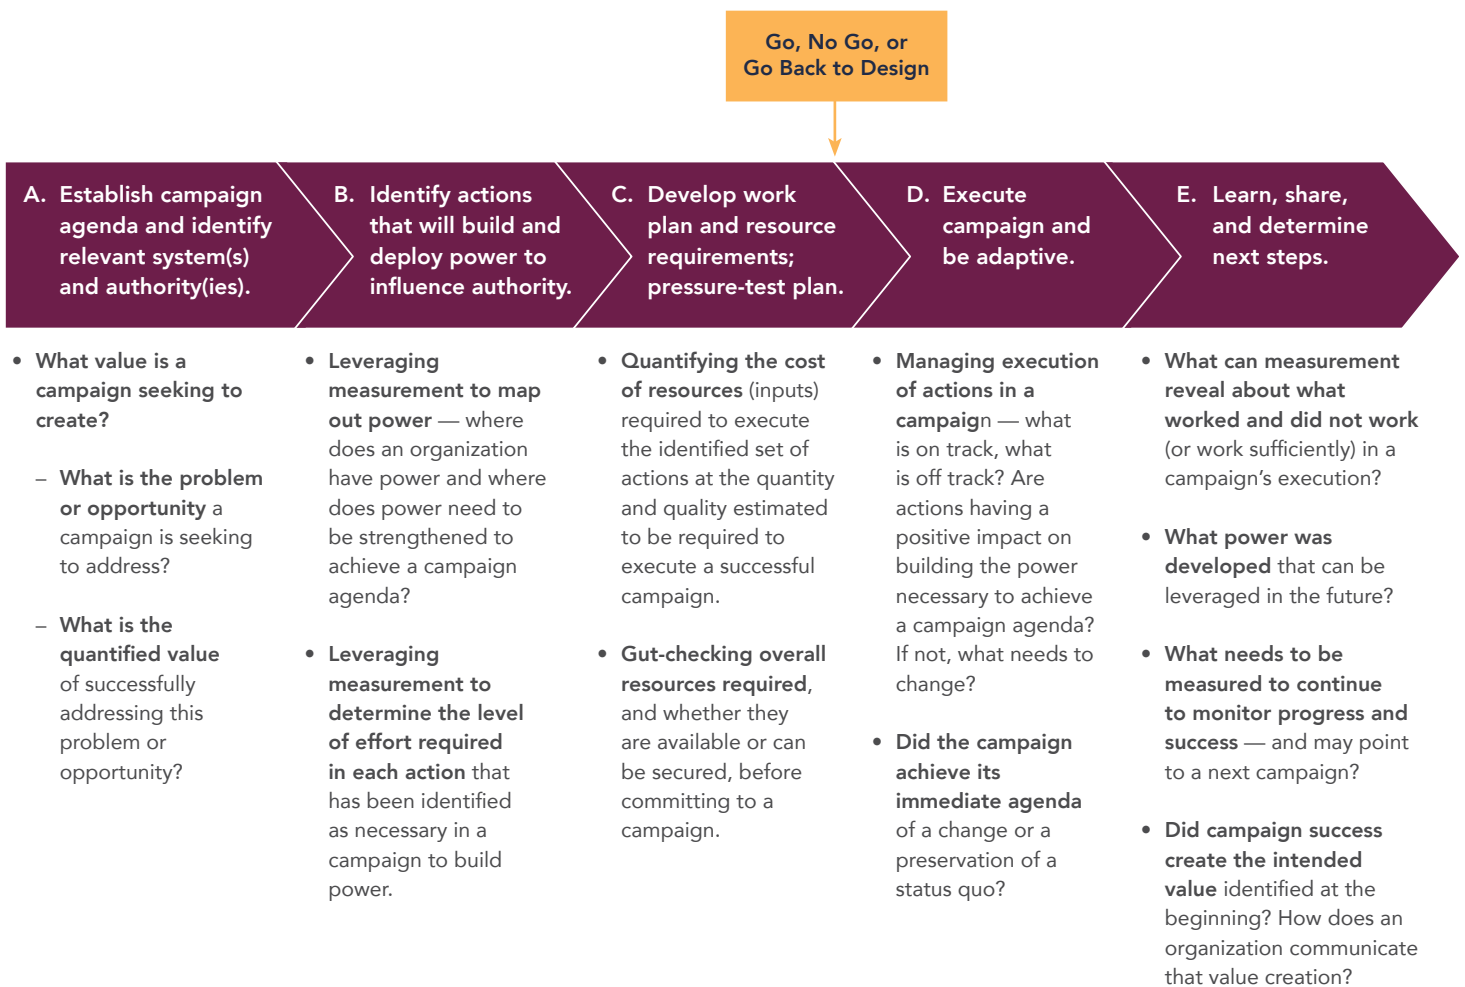 Go, No Go, or
Go Back to Design
A. Establish campaign
agenda and identify
relevant system(s)
and authority(ies).
B. Identify actions
that will build and
deploy power to
influence authority.
C. Develop work
plan and resource
requirements;
pressure-test plan.
D. Execute
campaign and
be adaptive.
E. Learn, share,
and determine
next steps.
• What value is a
campaign seeking to
create?
– What is the problem
or opportunity a
campaign is seeking
to address?
– What is the
quantified value
of successfully
addressing this
problem or
opportunity?
• Leveraging
measurement to map
out power — where
does an organization
have power and where
does power need to
be strengthened to
achieve a campaign
agenda?
• Leveraging
measurement to
determine the level
of effort required
in each action that
has been identified
as necessary in a
campaign to build
power.
• Quantifying the cost
of resources (inputs)
required to execute
the identified set of
actions at the quantity
and quality estimated
to be required to
execute a successful
campaign.
• Gut-checking overall
resources required,
and whether they
are available or can
be secured, before
committing to a
campaign.
• Managing execution
of actions in a
campaign — what
is on track, what
is off track? Are
actions having a
positive impact on
building the power
necessary to achieve
a campaign agenda?
If not, what needs to
change?
• Did the campaign
achieve its
immediate agenda
of a change or a
preservation of a
status quo?
• What can measurement
reveal about what
worked and did not work
(or work sufficiently) in a
campaign’s execution?
• What power was
developed that can be
leveraged in the future?
• What needs to be
measured to continue
to monitor progress and
success — and may point
to a next campaign?
• Did campaign success
create the intended
value identified at the
beginning? How does an
organization communicate
that value creation?